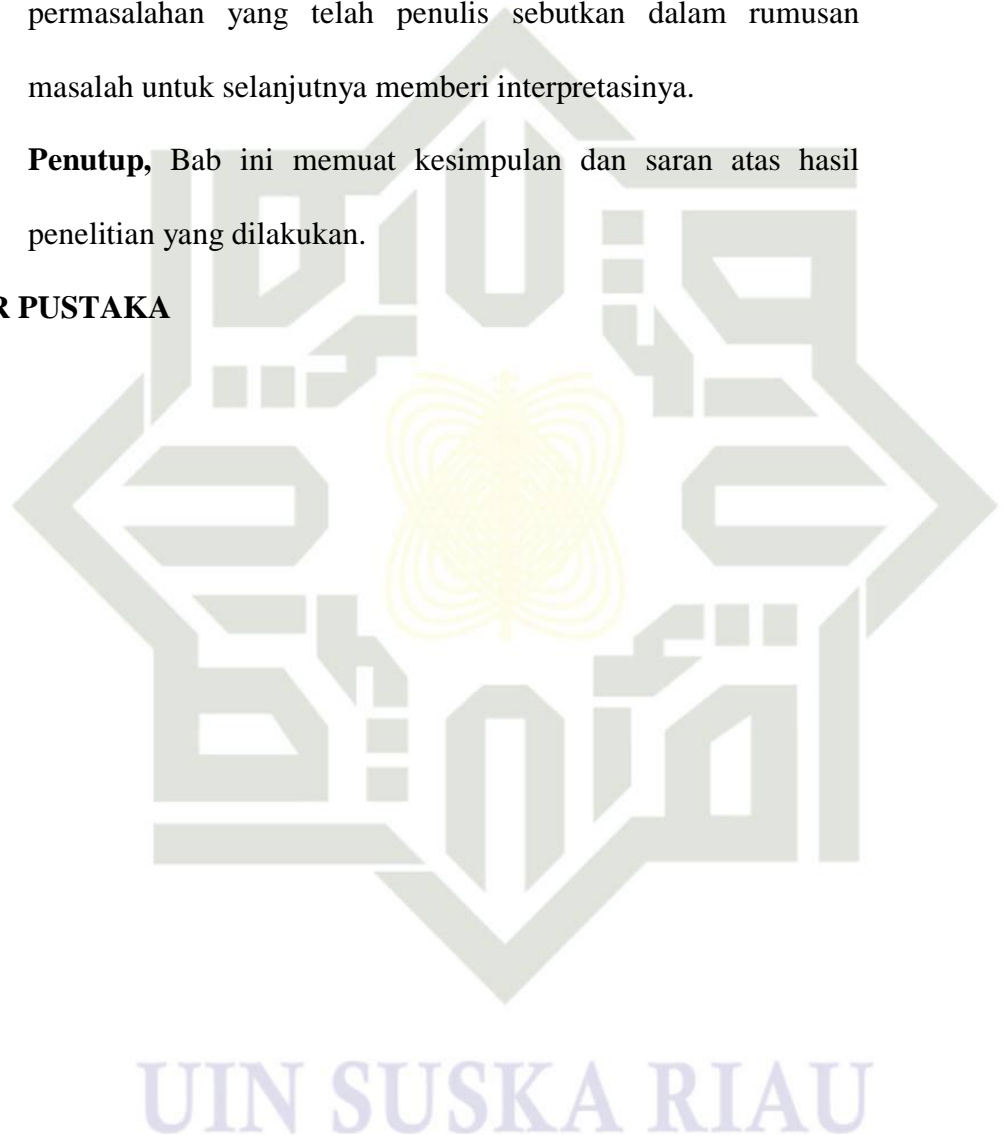 permasalahan yang telah penulis sebutkan dalam rumusan
masalah untuk selanjutnya memberi interpretasinya.
Penutup, Bab ini memuat kesimpulan dan saran atas hasil
penelitian yang dilakukan.
R PUSTAKA
UIN SUSKA RIAU